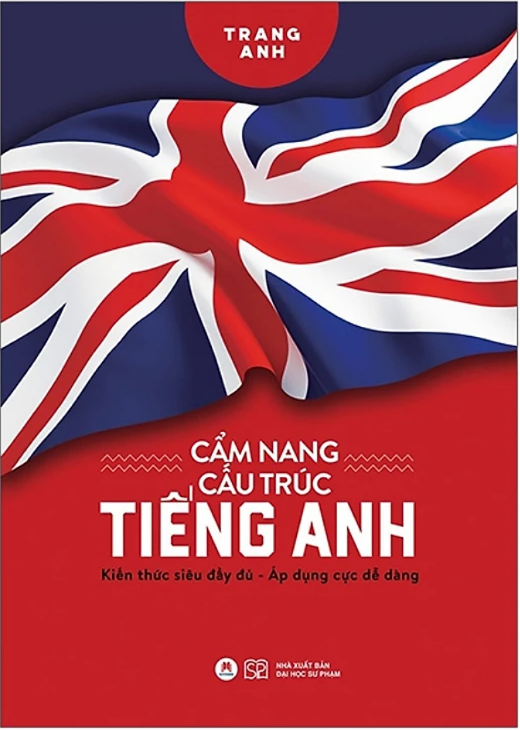 TRANG
ANH
CẨM NANG
CẤU TRÚC
TIẾNG ANH
Kiến thức siêu đầy đủ - Áp dụng cực dễ dàng
SP
NHÀ XUẤT BẢN
ĐẠI HỌC SƯ PHẠM